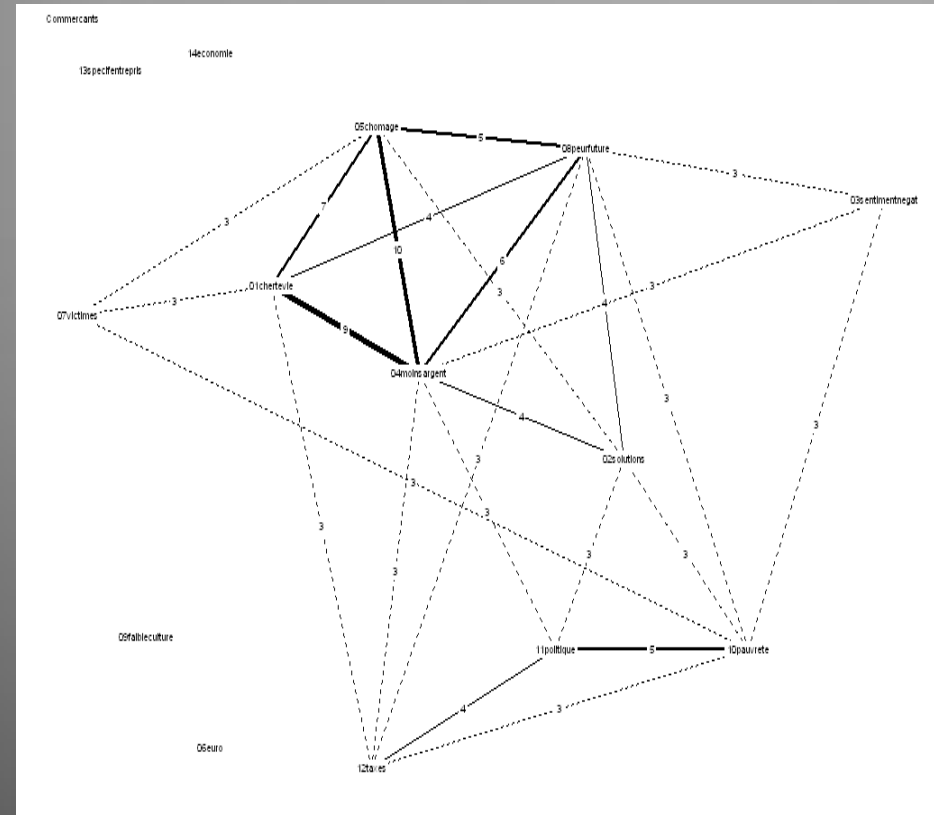 Commercants
14economie
13specifentrepris
05chomage
5
08peurfuture
3
03sentimentnegat
7
4
3
10
6
01chertevie
3
3
3
4
07victimes
9
04moinsargent
3
4
3
02solutions
3
3
3
3
3
3
3
09faibleculture
11politique
5
10pauvrete
4
3
06euro
12taxes